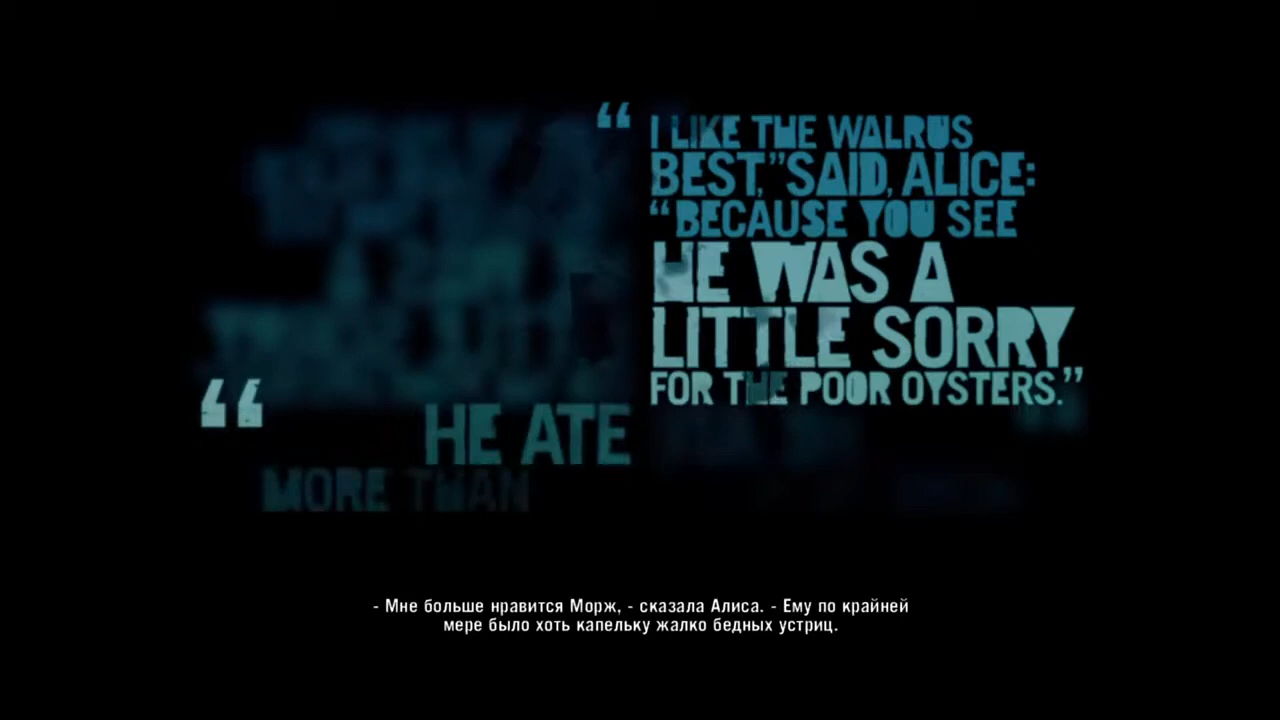 “ I LIKE THE WALRUS
BEST,” SAID, ALICE:
“BECAUSE YOU SEE
HE WAS A
LITTLE SORRY
FOR THE POOR OYSTERS.”
“ HE ATE
MORE THAN
- Мне больше нравится Морж, - сказала Алиса. - Ему по крайней
мере было хоть капельку жалко бедных устриц.